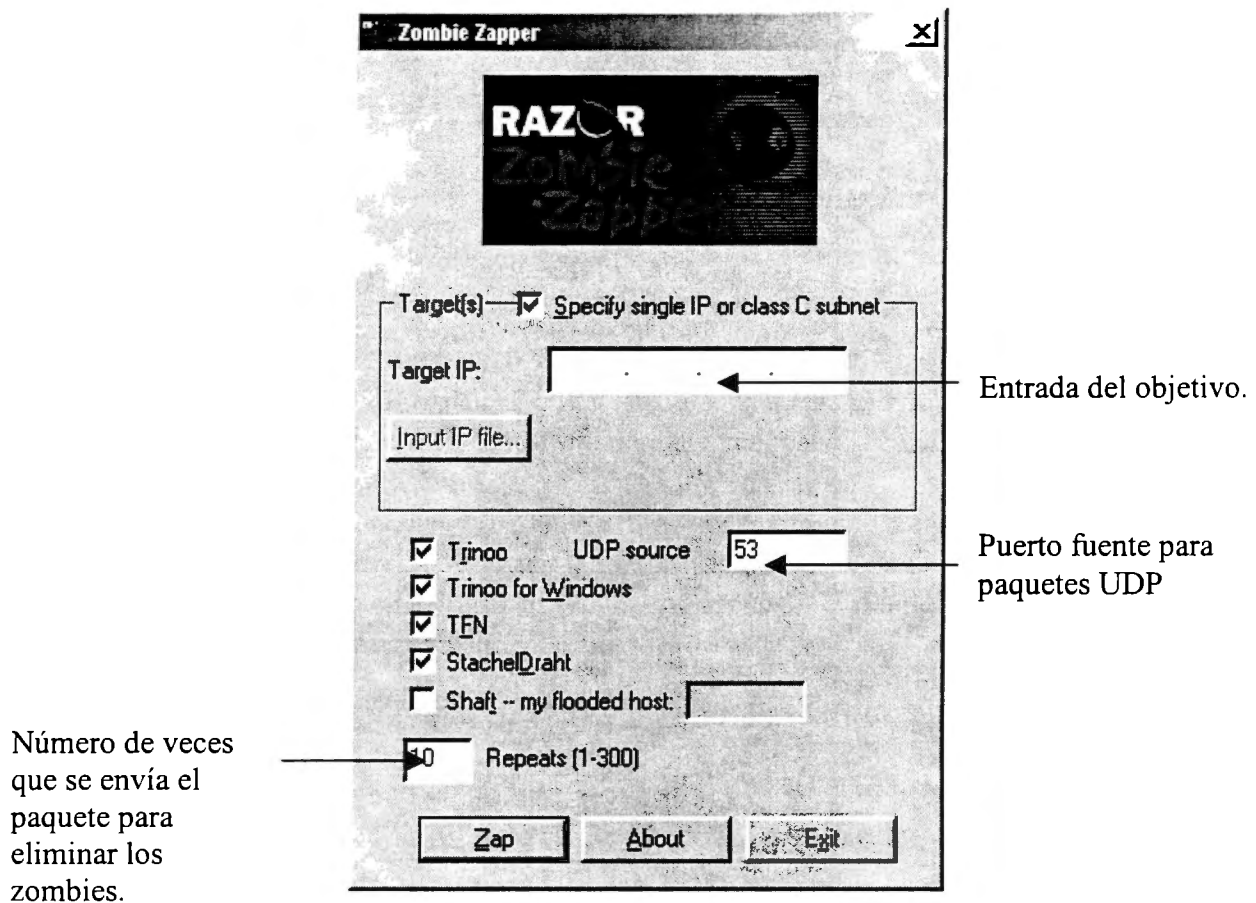 Zombie Zapper
RAZOR
Zombie
Zapper
Target(s) Specify single IP or class C subnet
Target IP: . . .
Entrada del objetivo.
Input IP file...
Trinoo UDP source 53
Puerto fuente para
paquetes UDP
Trinoo for Windows
TFN
StachelDraht
Shaft -- my flooded host:
Número de veces
que se envía el
paquete para
eliminar los
zombies.
10 Repeats (1-300)
Zap About Exit